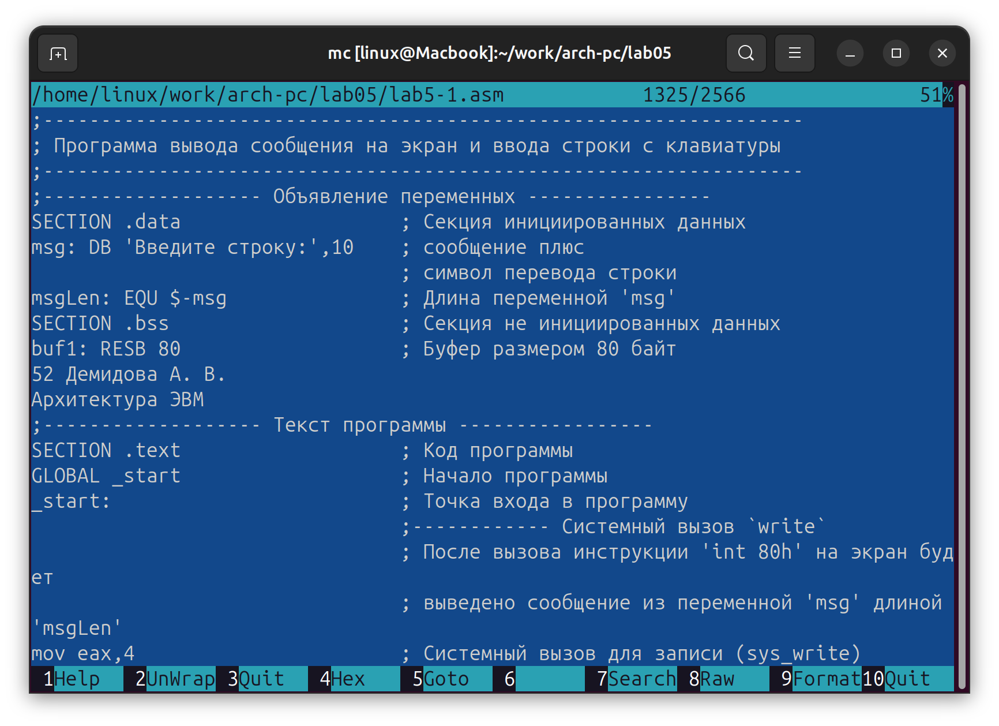 mc [linux@Macbook]:~/work/arch-pc/lab05
/home/linux/work/arch-pc/lab05/lab5-1.asm 1325/2566 51%
;------------------------------------------------------------------
; Программа вывода сообщения на экран и ввода строки с клавиатуры
;------------------------------------------------------------------
;------------------- Объявление переменных ----------------
SECTION .data ; Секция инициированных данных
msg: DB 'Введите строку:',10 ; сообщение плюс
; символ перевода строки
msgLen: EQU $-msg ; Длина переменной 'msg'
SECTION .bss ; Секция не инициированных данных
buf1: RESB 80 ; Буфер размером 80 байт
52 Демидова А. В.
Архитектура ЭВМ
;------------------- Текст программы -----------------
SECTION .text ; Код программы
GLOBAL _start ; Начало программы
_start: ; Точка входа в программу
;------------ Системный вызов `write`
; После вызова инструкции 'int 80h' на экран буд
ет
; выведено сообщение из переменной 'msg' длиной
'msgLen'
mov eax,4 ; Системный вызов для записи (sys_write)
1Help 2UnWrap 3Quit 4Hex 5Goto 6 7Search 8Raw 9Format 10Quit